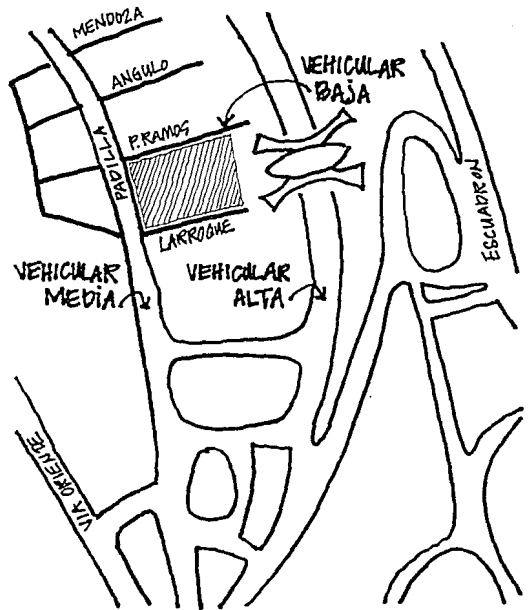 MENDOZA
ANGULO
VEHICULAR
BAJA
P. RAMOS
PADILLA
LARROQUE
ESCUADRON
VEHICULAR
MEDIA
VEHICULAR
ALTA
VIA ORIENTE